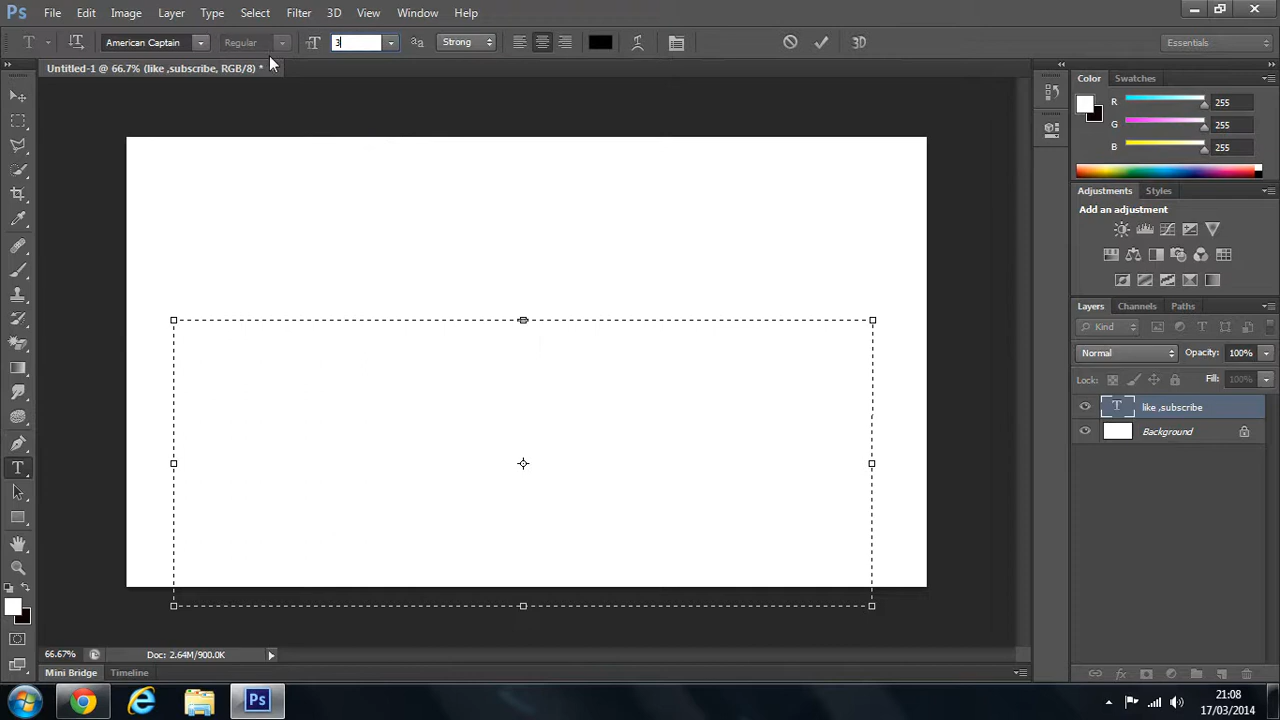 Ps File Edit Image Layer Type Select Filter 3D View Window Help
American Captain Regular 3 aa Strong 3D Essentials
Untitled-1 @ 66.7% (like ,subscribe, RGB/8) *
Color Swatches
R 255
G 255
B 255
Adjustments Styles
Add an adjustment
Layers Channels Paths
Kind
Normal Opacity: 100%
Lock: Fill: 100%
like ,subscribe
Background
66.67% Doc: 2.64M/900.0K
Mini Bridge Timeline
Ps
21:08
17/03/2014